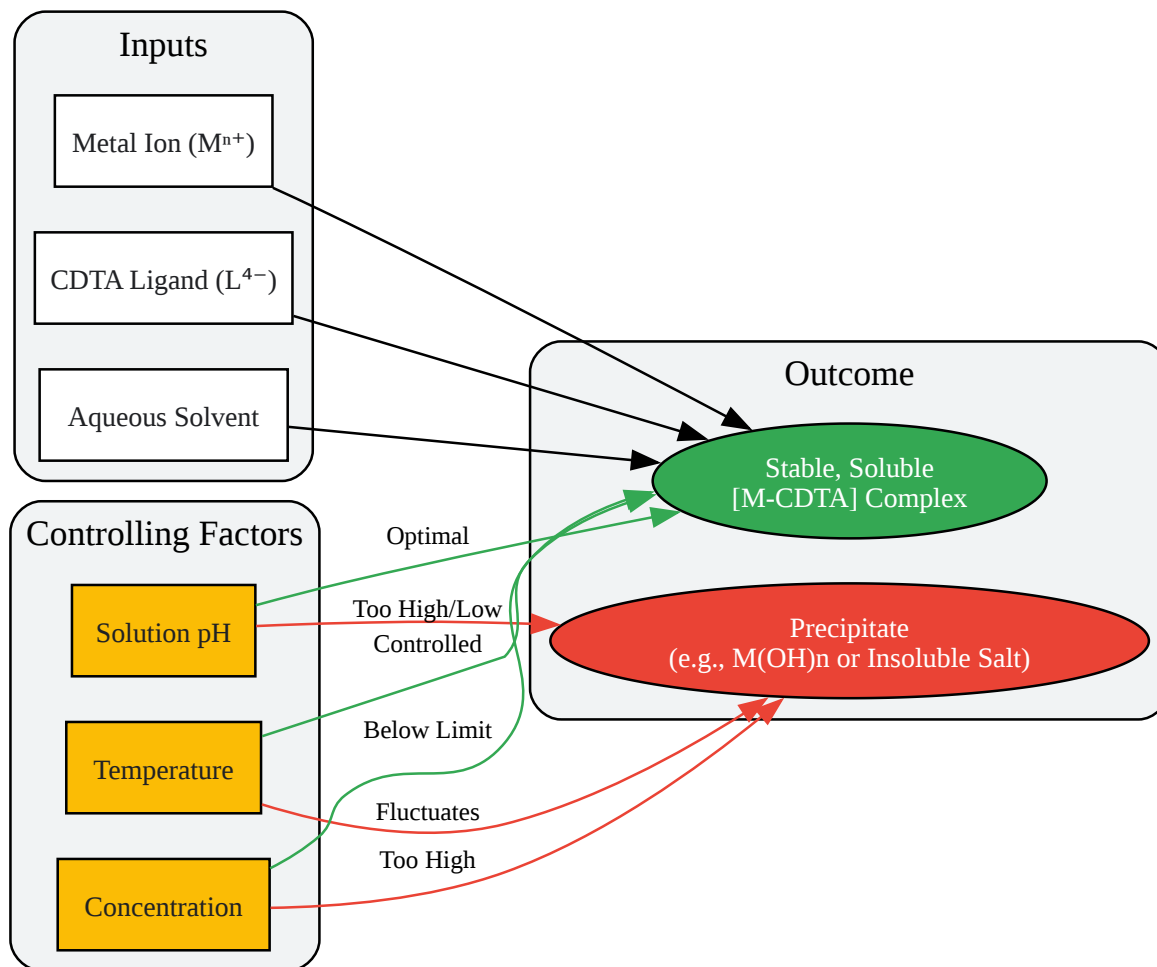 Inputs
Metal Ion (Mⁿ⁺)
CDTA Ligand (L⁴⁻)
Aqueous Solvent
Controlling Factors
Solution pH
Temperature
Concentration
Optimal
Too High/Low
Controlled
Below Limit
Fluctuates
Too High
Outcome
Stable, Soluble
[M-CDTA] Complex
Precipitate
(e.g., M(OH)n or Insoluble Salt)